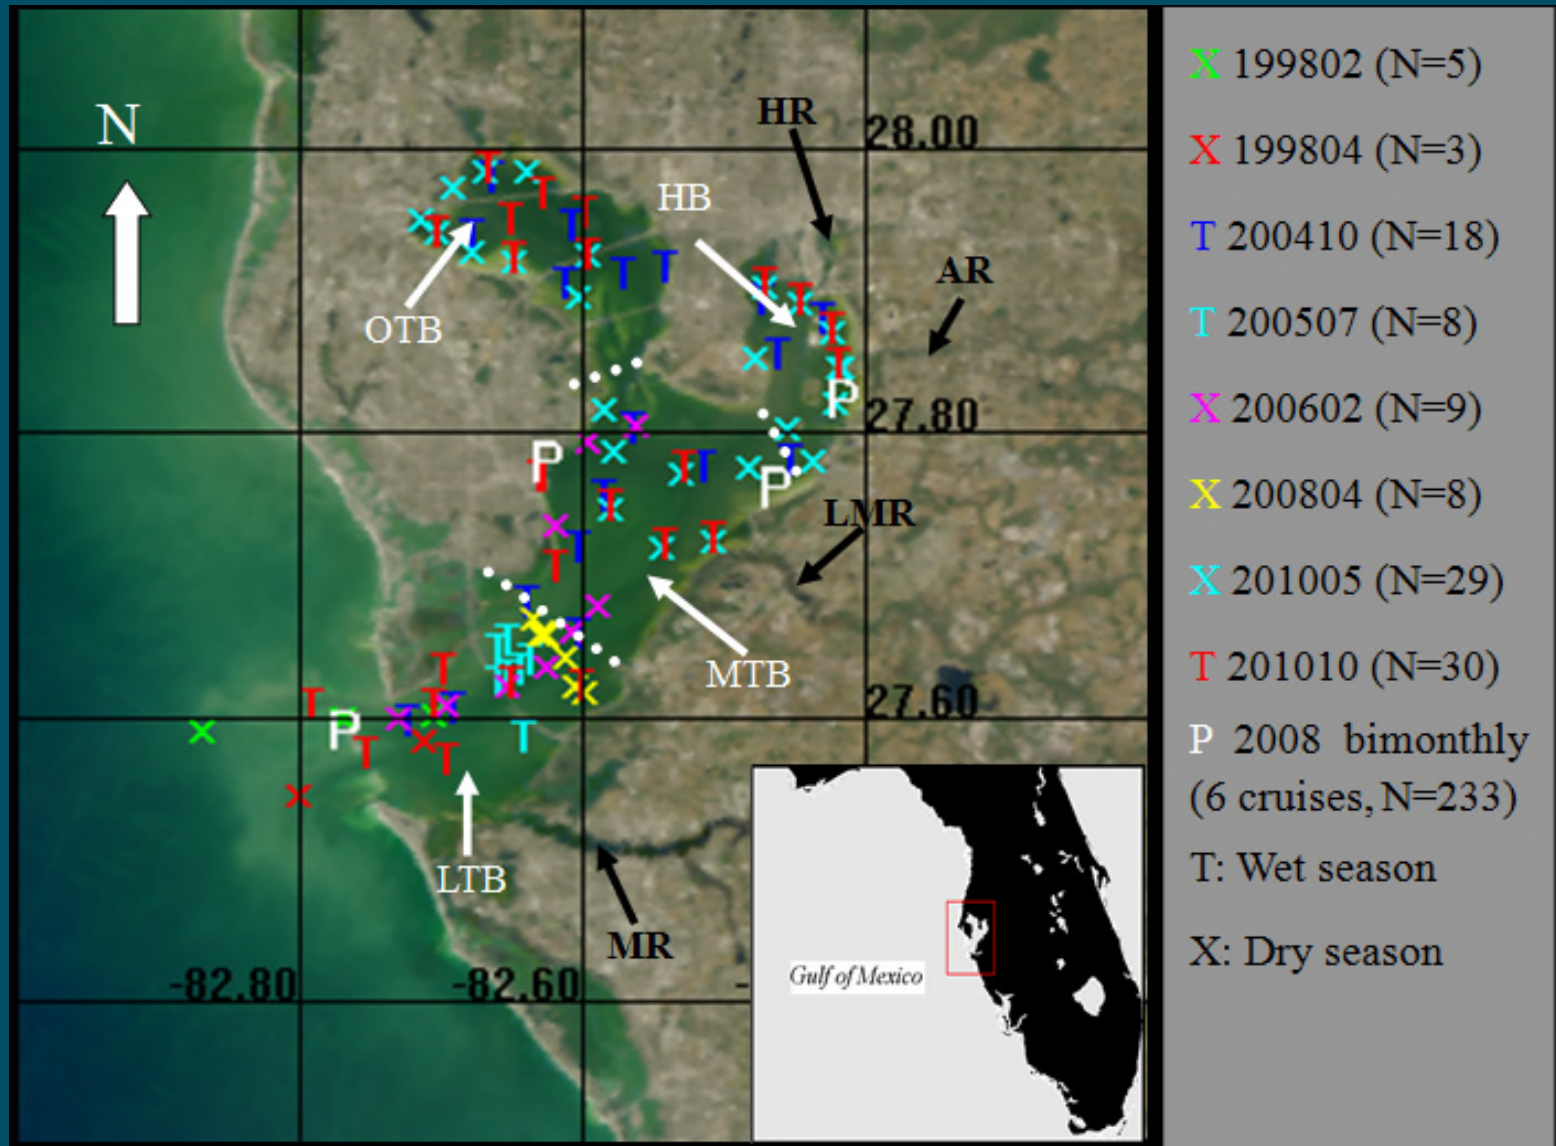 N
HR
28.00
HB
AR
OTB
27.80
P
P
P
LMR
MTB
27.60
P
LTB
MR
-82.80
-82.60
-
Gulf of Mexico
X 199802 (N=5)
X 199804 (N=3)
T 200410 (N=18)
T 200507 (N=8)
X 200602 (N=9)
X 200804 (N=8)
X 201005 (N=29)
T 201010 (N=30)
P 2008 bimonthly
(6 cruises, N=233)
T: Wet season
X: Dry season